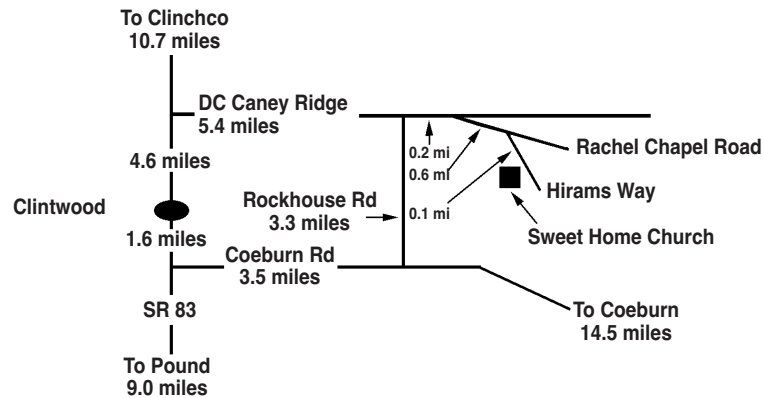 To Clinchco
10.7 miles
DC Caney Ridge
5.4 miles
4.6 miles
0.2 mi
0.6 mi
Rachel Chapel Road
Clintwood
Rockhouse Rd
3.3 miles
0.1 mi
Hirams Way
Sweet Home Church
1.6 miles
Coeburn Rd
3.5 miles
SR 83
To Coeburn
14.5 miles
To Pound
9.0 miles